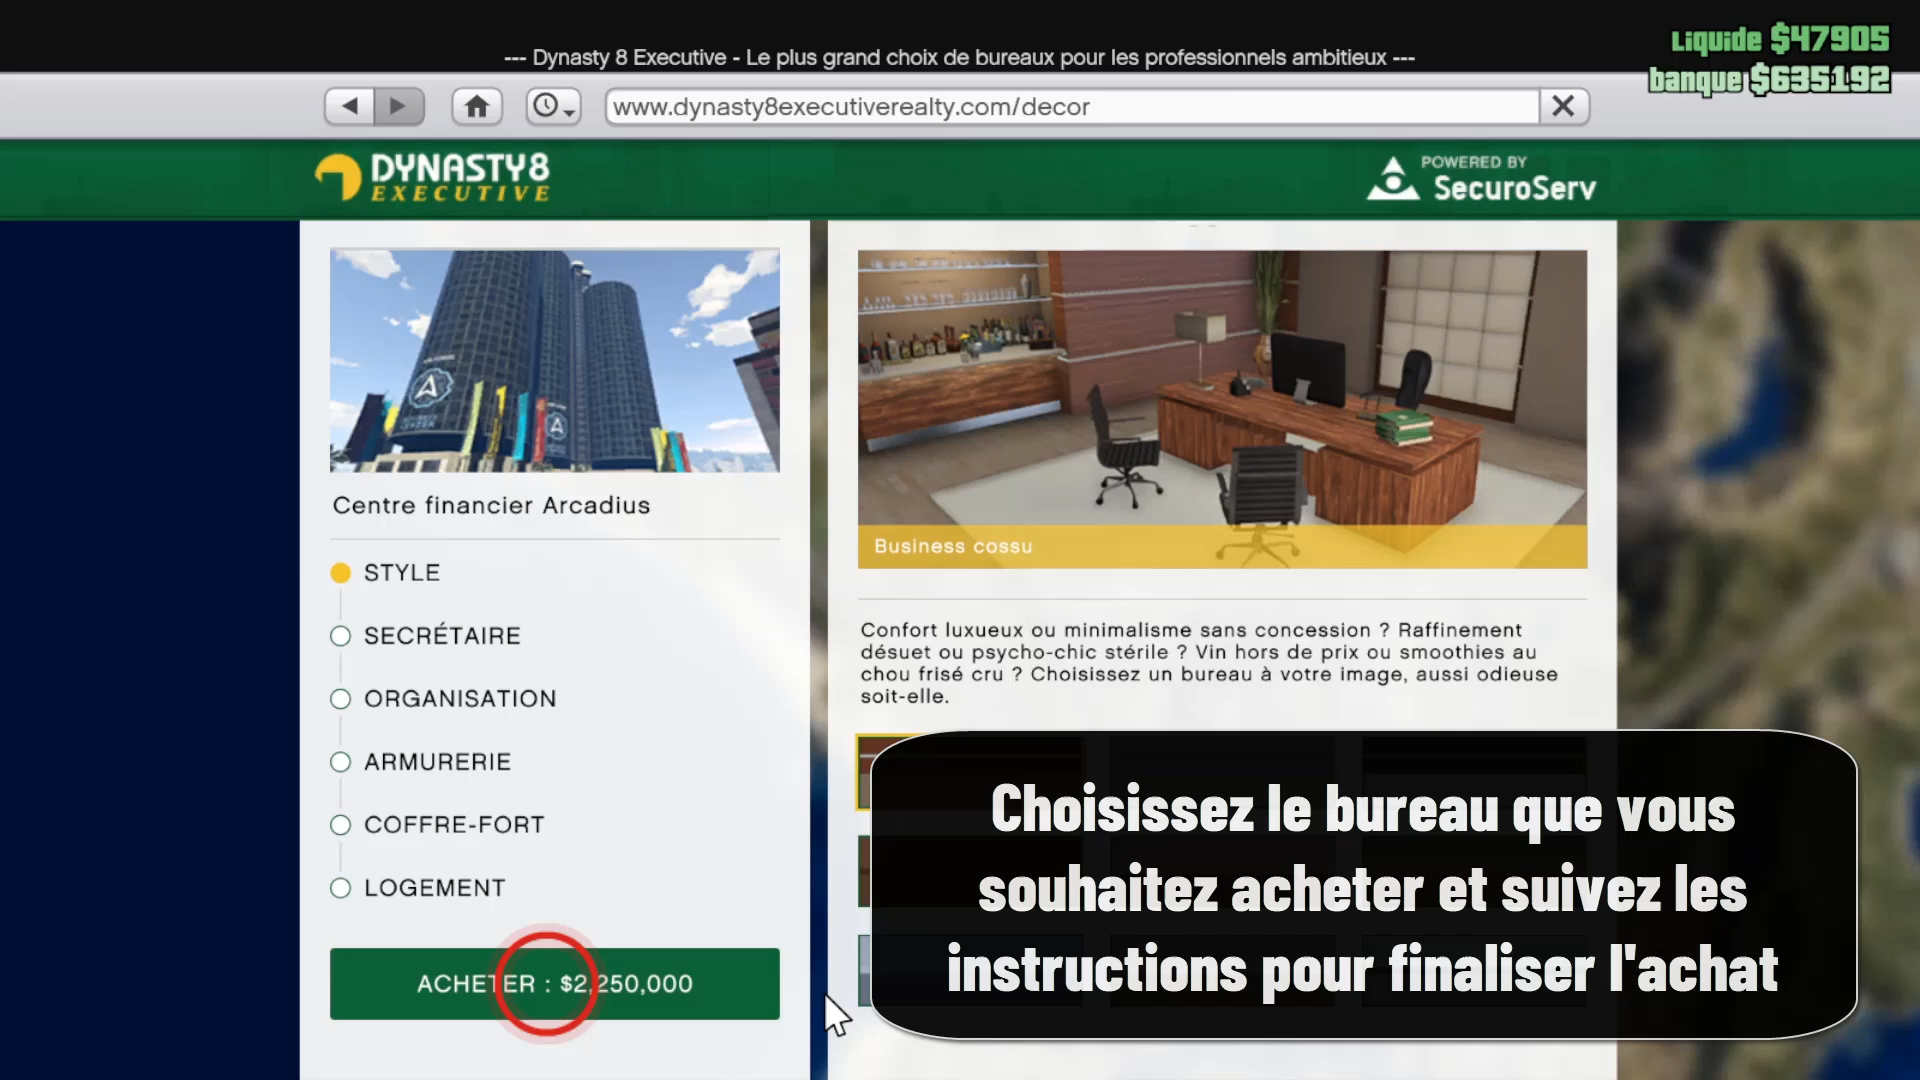 Liquide $47905
--- Dynasty 8 Executive - Le plus grand choix de bureaux pour les professionnels ambitieux ---
banque $635192
www.dynasty8executiverealty.com/decor
DYNASTY8
EXECUTIVE
POWERED BY
SecuroServ
Centre financier Arcadius
STYLE
SECRÉTAIRE
ORGANISATION
ARMURERIE
COFFRE-FORT
LOGEMENT
ACHETER : $2,250,000
Business cossu
Confort luxueux ou minimalisme sans concession ? Raffinement
désuet ou psycho-chic stérile ? Vin hors de prix ou smoothies au
chou frisé cru ? Choisissez un bureau à votre image, aussi odieuse
soit-elle.
Choisissez le bureau que vous
souhaitez acheter et suivez les
instructions pour finaliser l'achat